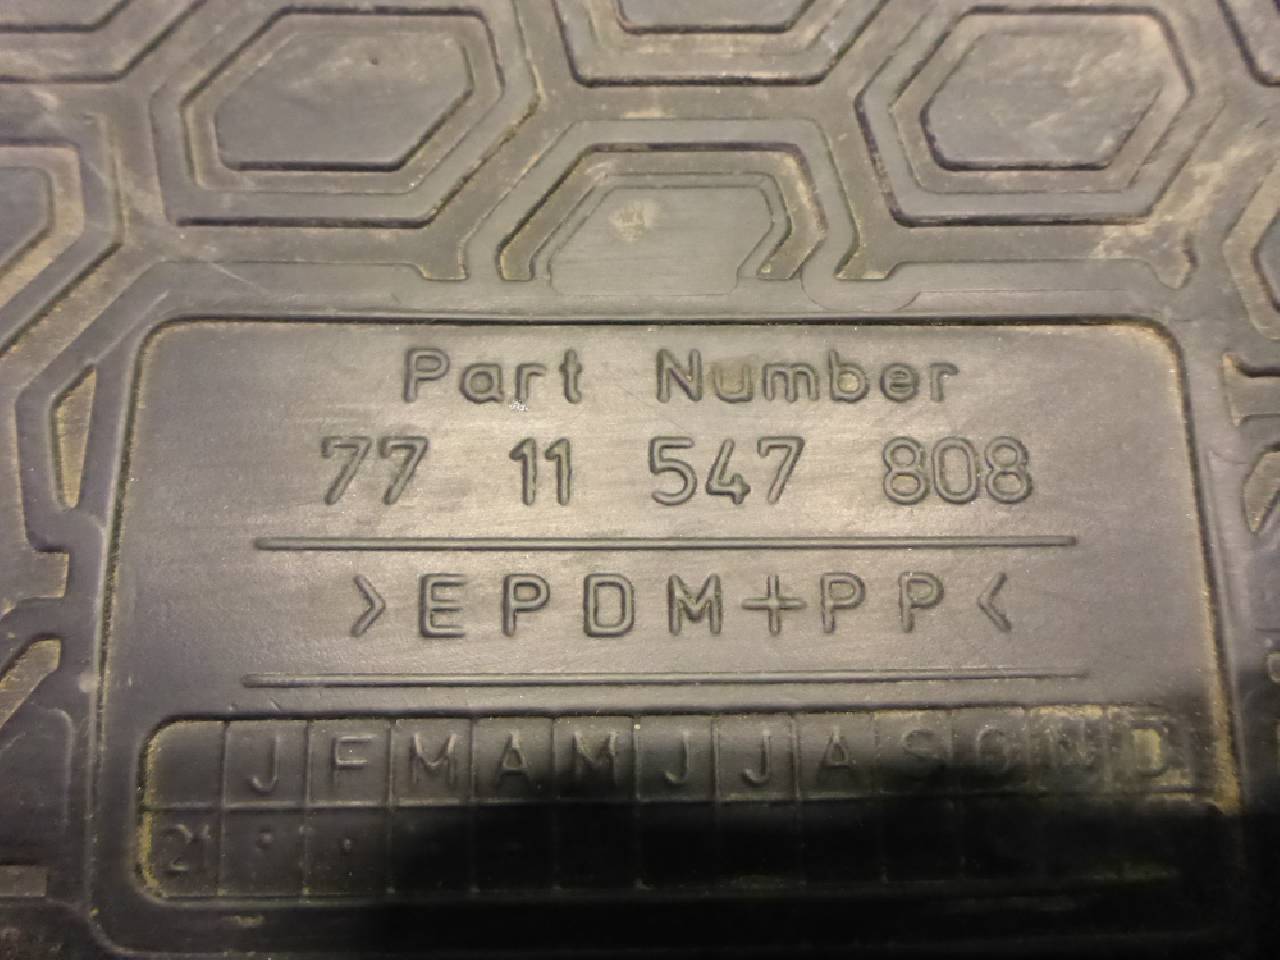 Part Number
77 11 547 808
>EPDM+PP<
J F M A M J J A S O N D
21